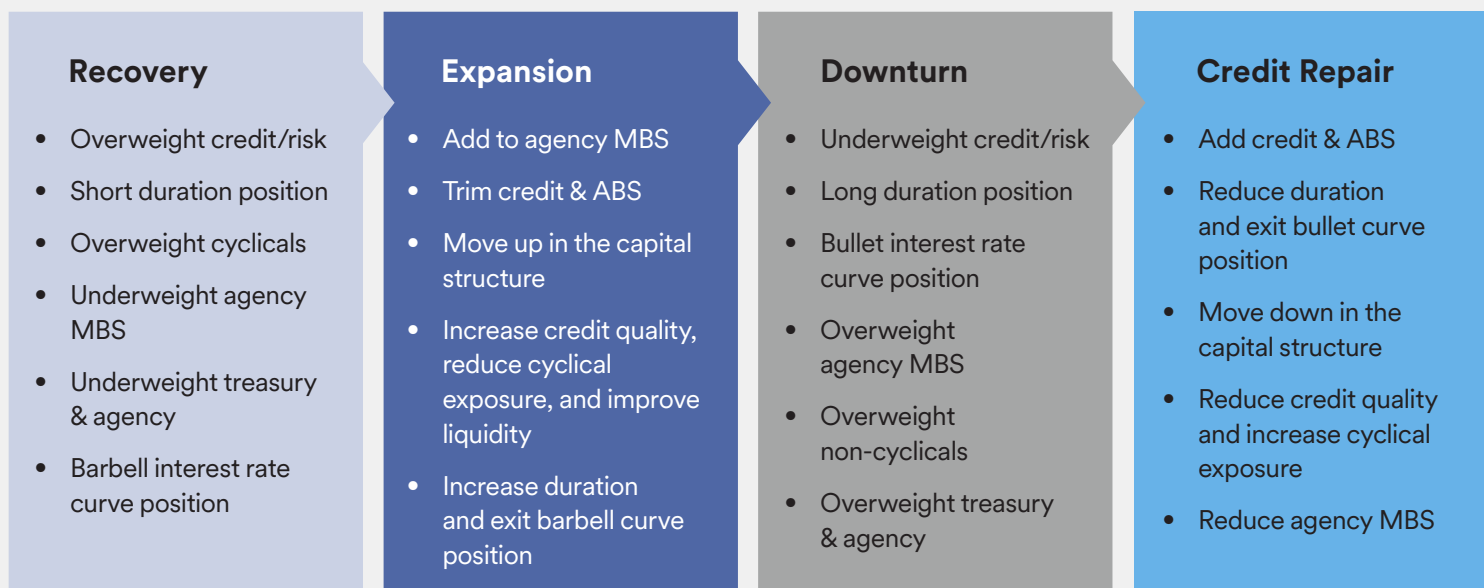 Recovery
• Overweight credit/risk
• Short duration position
• Overweight cyclicals
• Underweight agency
MBS
• Underweight treasury
& agency
• Barbell interest rate
curve position
Expansion
• Add to agency MBS
• Trim credit & ABS
• Move up in the capital
structure
• Increase credit quality,
reduce cyclical
exposure, and improve
liquidity
• Increase duration
and exit barbell curve
position
Downturn
• Underweight credit/risk
• Long duration position
• Bullet interest rate
curve position
• Overweight
agency MBS
• Overweight
non-cyclicals
• Overweight treasury
& agency
Credit Repair
• Add credit & ABS
• Reduce duration
and exit bullet curve
position
• Move down in the
capital structure
• Reduce credit quality
and increase cyclical
exposure
• Reduce agency MBS